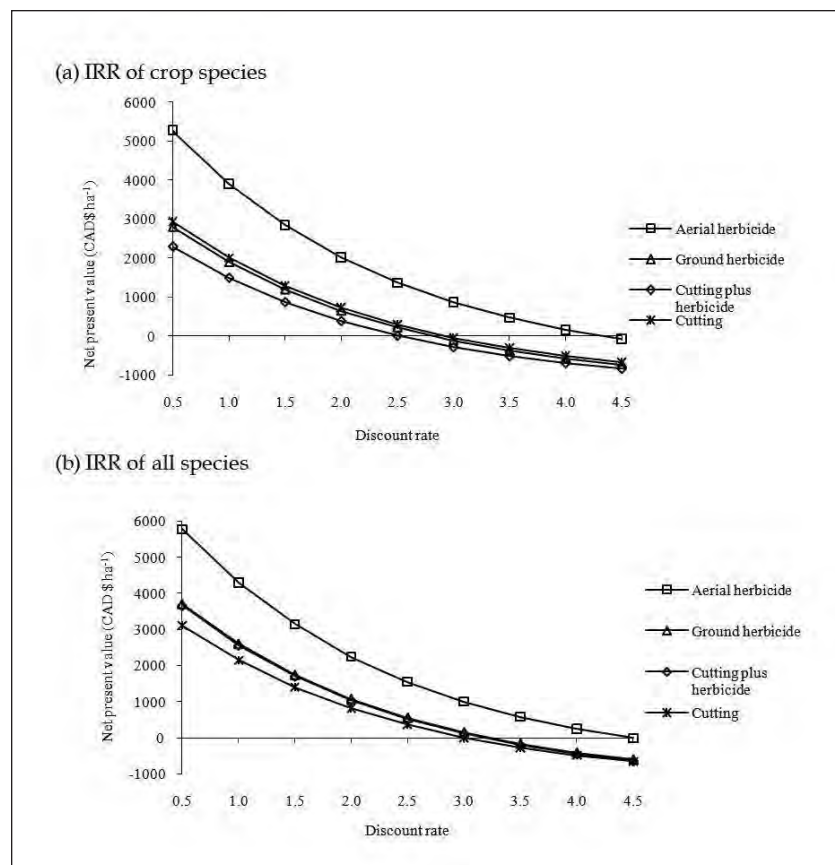 (a) IRR of crop species
6000
5000
4000
3000
2000
1000
0
-1000
Net present value (CAD$ ha-1)
0.5 1.0 1.5 2.0 2.5 3.0 3.5 4.0 4.5
Discount rate
Aerial herbicide
Ground herbicide
Cutting plus
herbicide
Cutting
(b) IRR of all species
6000
5000
4000
3000
2000
1000
0
-1000
Net present value (CAD $ ha-1)
0.5 1.0 1.5 2.0 2.5 3.0 3.5 4.0 4.5
Discount rate
Aerial herbicide
Ground herbicide
Cutting plus
herbicide
Cutting